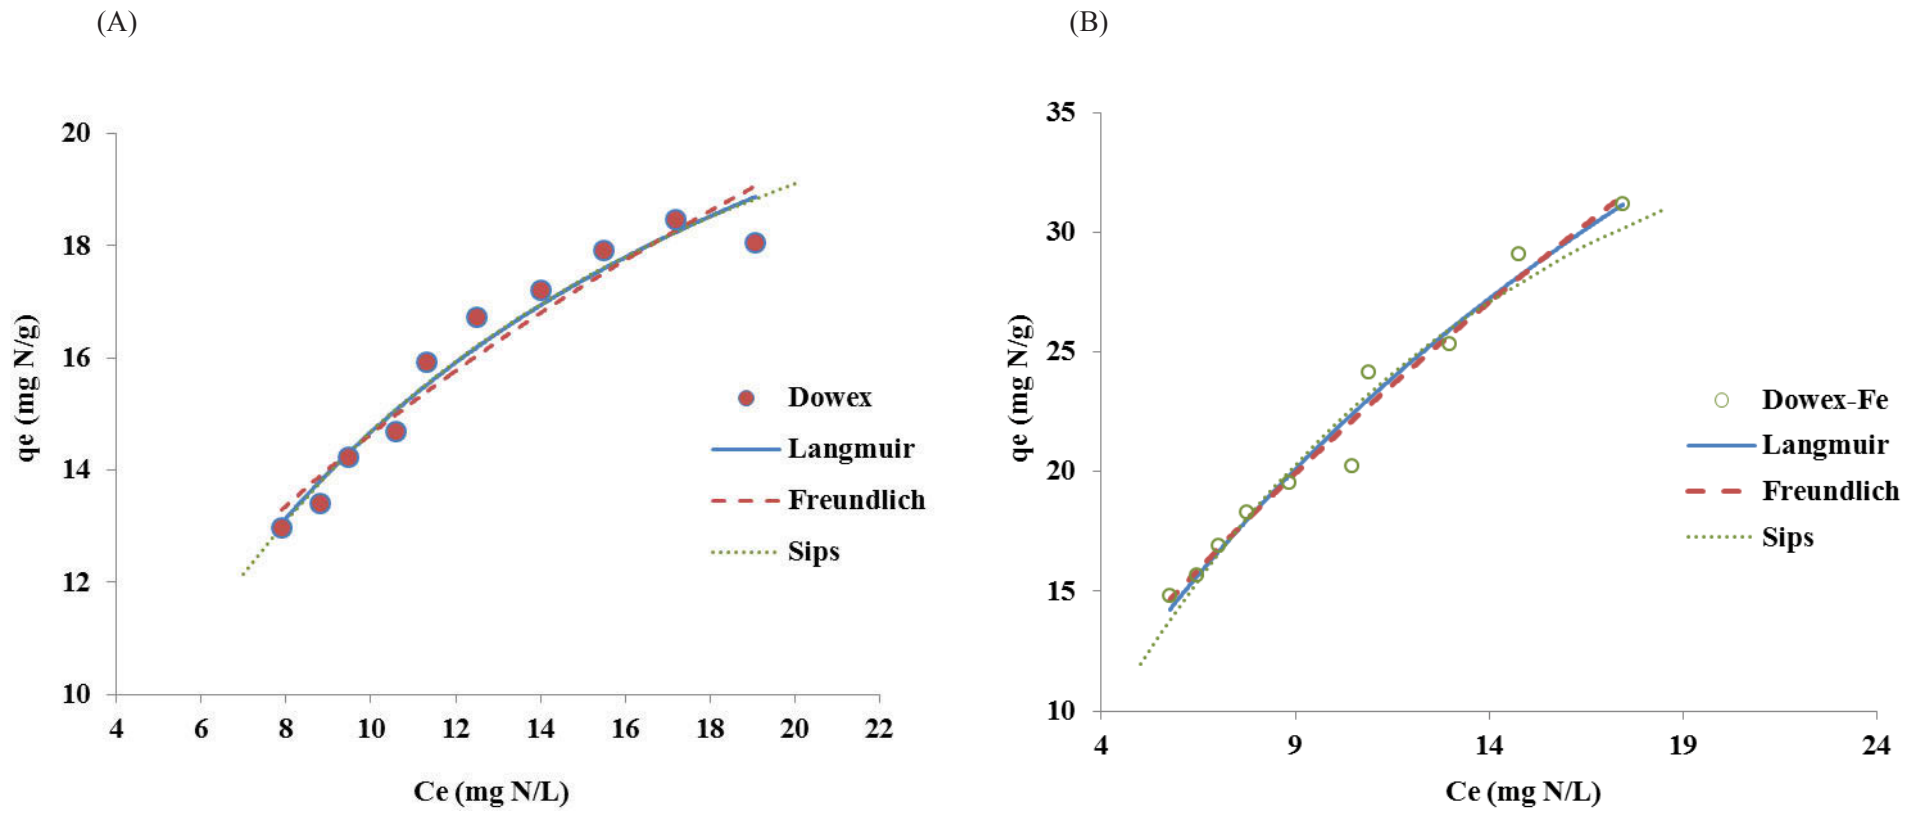 (A)
20
18
16
14
12
10
qe (mg N/g)
4 6 8 10 12 14 16 18 20 22
Ce (mg N/L)
Dowex
Langmuir
Freundlich
Sips
(B)
35
30
25
20
15
10
qe (mg N/g)
4 9 14 19 24
Ce (mg N/L)
Dowex-Fe
Langmuir
Freundlich
Sips